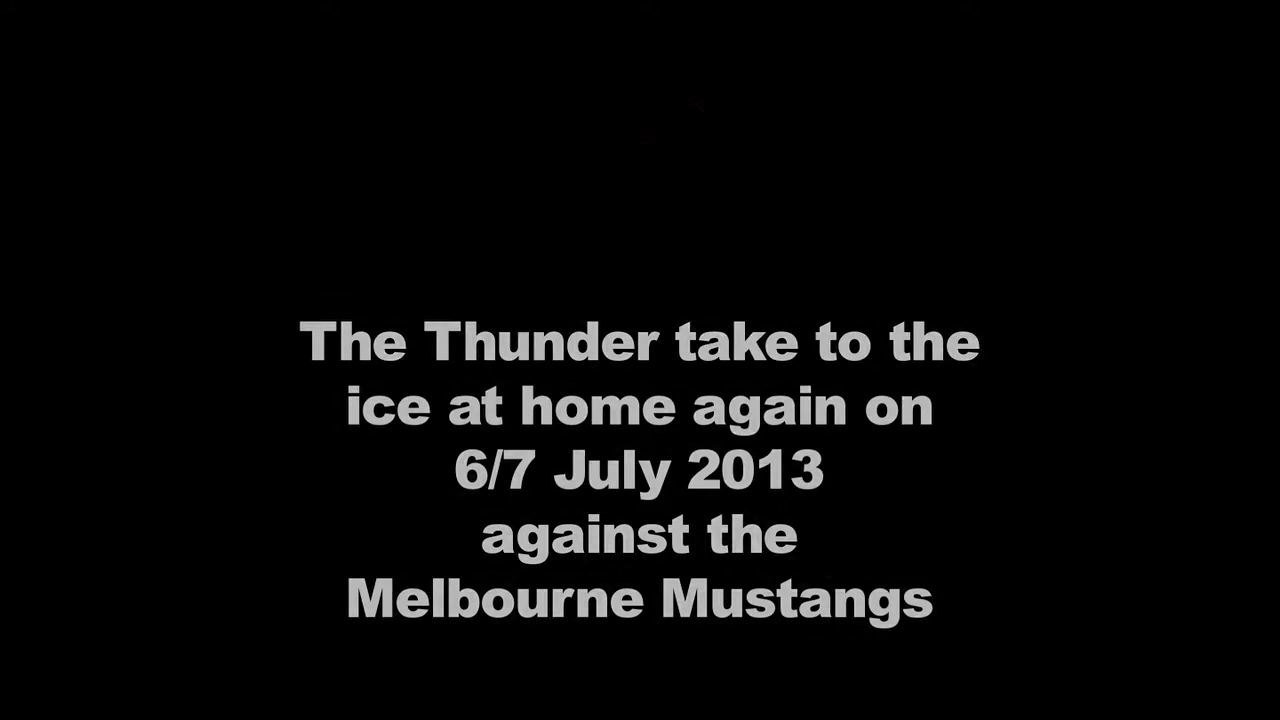 The Thunder take to the
ice at home again on
6/7 July 2013
against the
Melbourne Mustangs